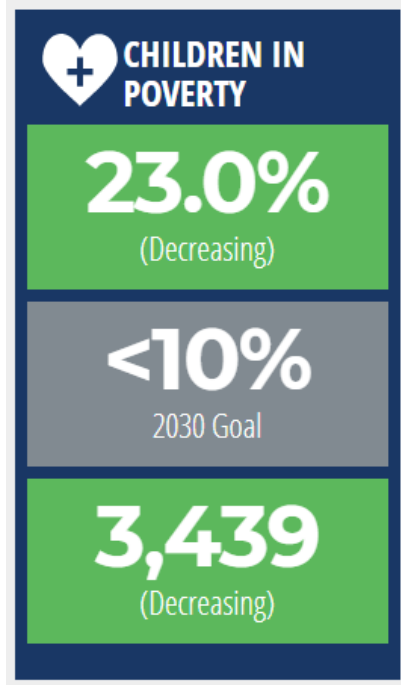 CHILDREN IN
POVERTY
23.0%
(Decreasing)
<10%
2030 Goal
3,439
(Decreasing)